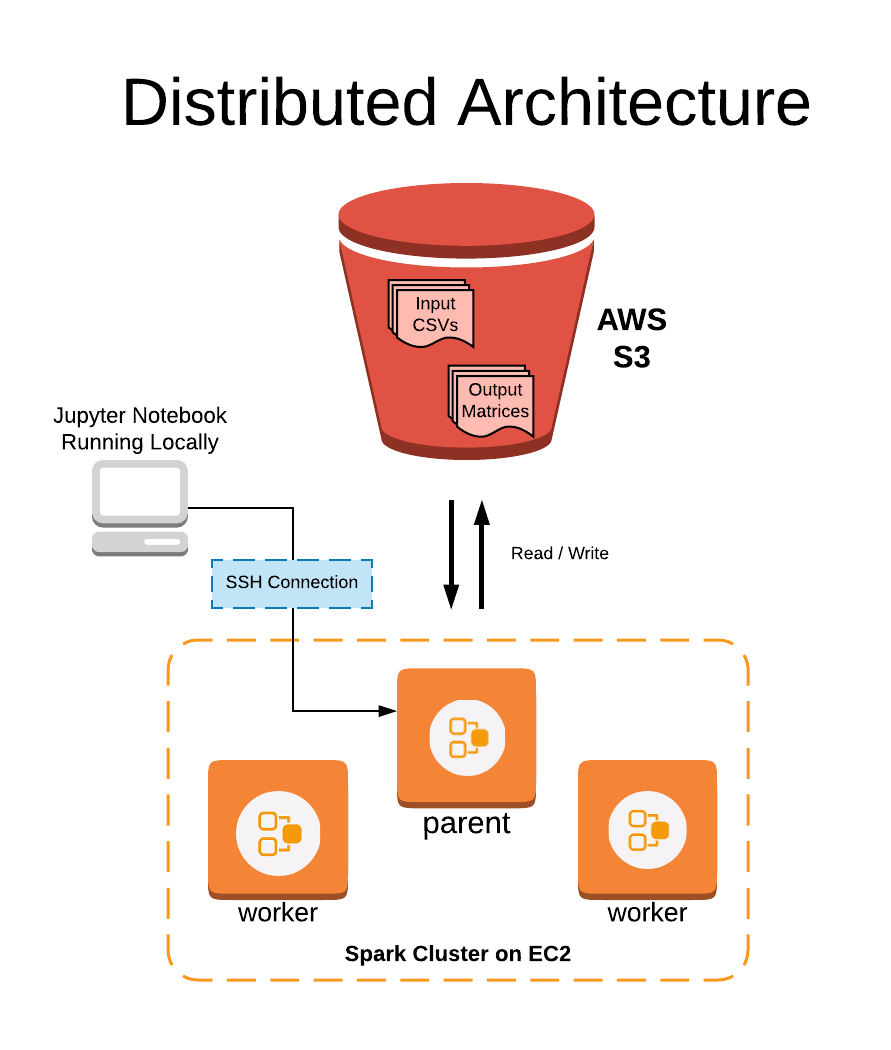 Distributed Architecture
Input
CSVs
AWS
S3
Output
Matrices
Jupyter Notebook
Running Locally
Read / Write
SSH Connection
parent
worker
worker
Spark Cluster on EC2